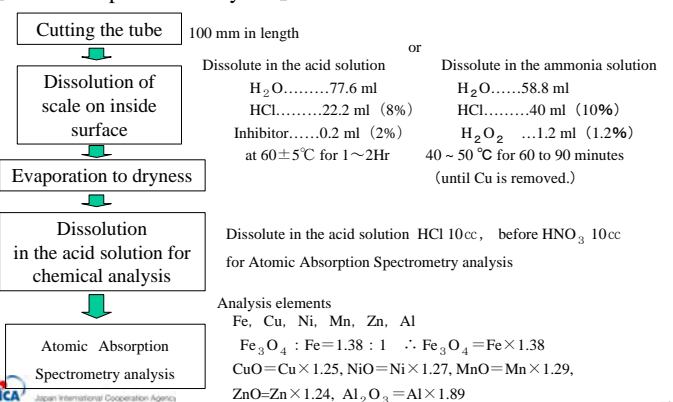 Cutting the tube
100 mm in length
or
Dissolution of
scale on inside
surface
Dissolve in the acid solution
H2O.........77.6 ml
HCl.........22.2 ml (8%)
Inhibitor......0.2 ml (2%)
at 60±5℃ for 1~2Hr
Dissolve in the ammonia solution
H2O......58.8 ml
HCl......40 ml (10%)
H2O2 ...1.2 ml (1.2%)
40 ~ 50 ℃ for 60 to 90 minutes
(until Cu is removed.)
Evaporation to dryness
Dissolution
in the acid solution for
chemical analysis
Dissolve in the acid solution HCl 10cc, before HNO3 10cc
for Atomic Absorption Spectrometry analysis
Atomic Absorption
Spectrometry analysis
Analysis elements
Fe, Cu, Ni, Mn, Zn, Al
Fe3O4 : Fe=1.38 : 1 ∴ Fe3O4=Fe×1.38
CuO=Cu×1.25, NiO=Ni×1.27, MnO=Mn×1.29,
ZnO=Zn×1.24, Al2O3=Al×1.89
Japan International Cooperation Agency